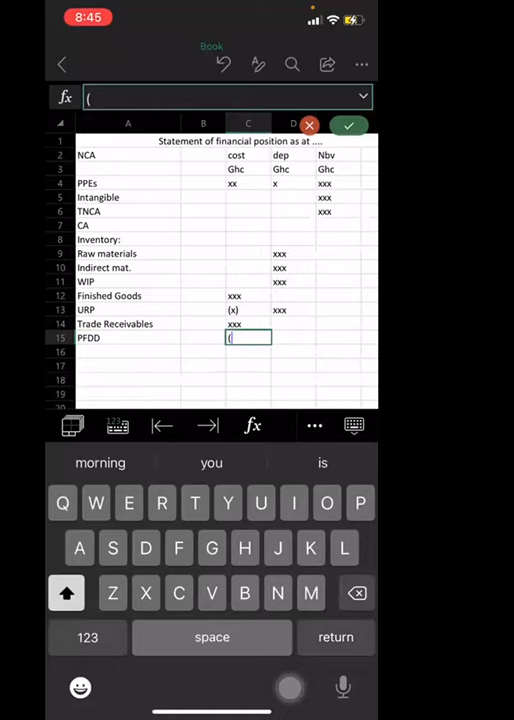 8:45
Book
fx (
A B C D
1 Statement of financial position as at ....
2 NCA cost dep Nbv
3 Ghc Ghc Ghc
4 PPEs xx x xxx
5 Intangible xxx
6 TNCA xxx
7 CA
8 Inventory:
9 Raw materials xxx
10 Indirect mat. xxx
11 WIP xxx
12 Finished Goods xxx
13 URP (x) xxx
14 Trade Receivables xxx
15 PFDD (
16
17
18
19
20
123 fx
morning you is
Q W E R T Y U I O P
A S D F G H J K L
Z X C V B N M
123 space return